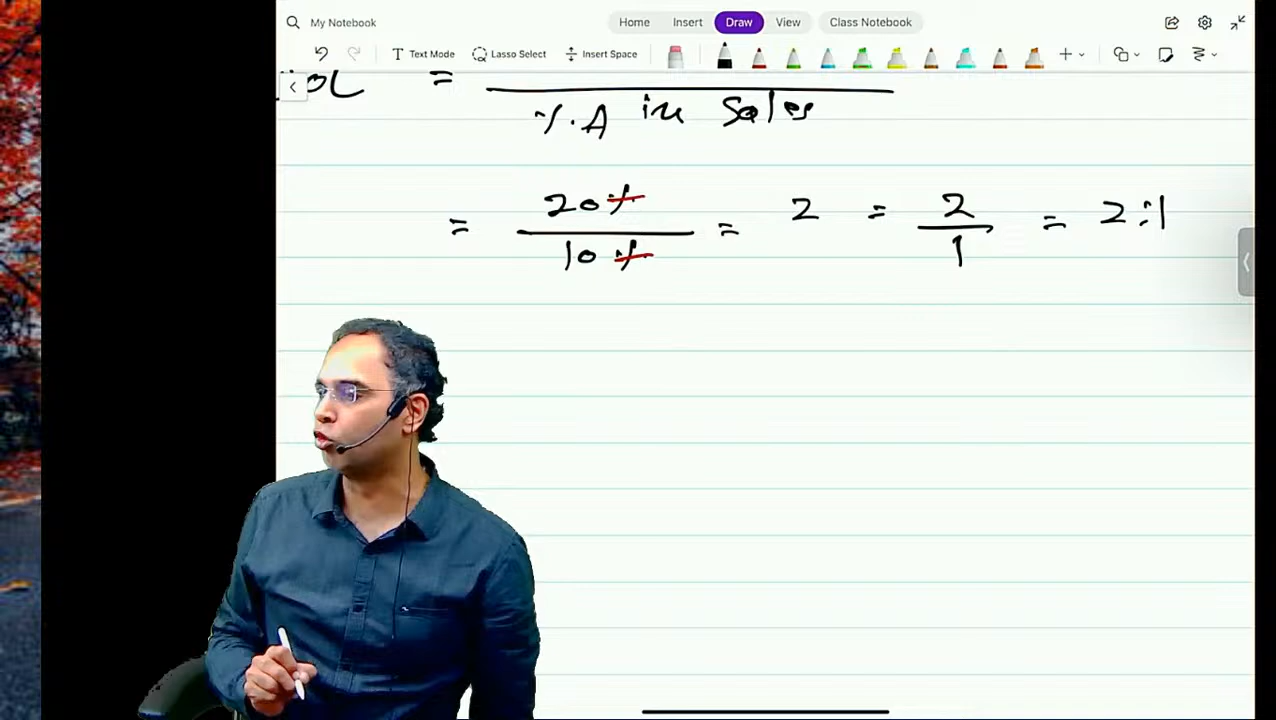 My Notebook
Home Insert Draw View Class Notebook
Text Mode Lasso Select Insert Space
=
%.Δ in Sales
= 20% / 10% = 2 = 2 / 1 = 2:1